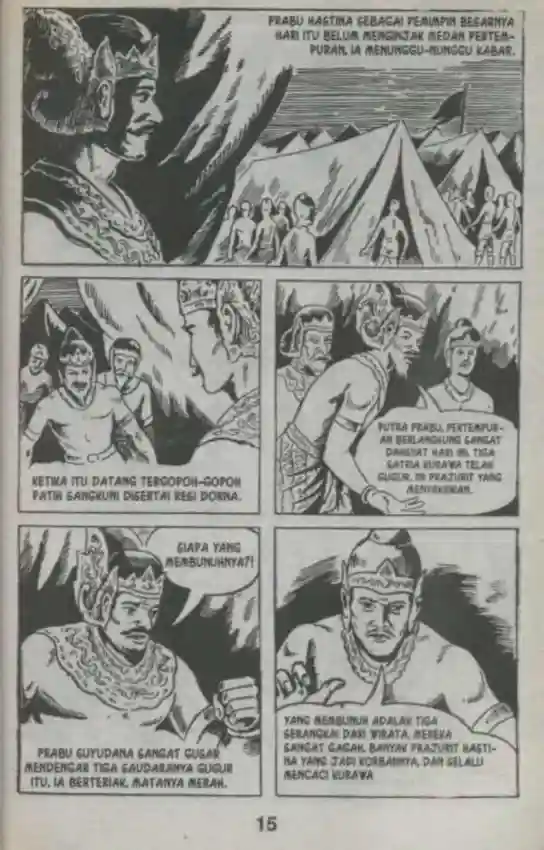 PRABU HASTINA SEBAGAI PEMIMPIN BESARNYA
HARI ITU BELUM MENGINJAK MEDAN PERTEM-
PURAN, IA MENUNGGU-NUNGGU KABAR.
KETIKA ITU DATANG TERGOPOH-GOPOH
PATIH SANGKUNI DISERTAI RESI DORNA.
PUTRA PRABU, PERTEMPUR-
AN BERLANGSUNG SANGAT
DAHSYAT HARI INI, TIGA
SATRIA KURAWA TELAH
GUGUR. INI PRAJURIT YANG
MENYAKSIKAN.
SIAPA YANG
MEMBUNUHNYA?!
PRABU SUYUDANA SANGAT GUSAR
MENDENGAR TIGA SAUDARANYA GUGUR
ITU, IA BERTERIAK, MATANYA MERAH.
YANG MEMBUNUH ADALAH TIGA
SERANGKAI DARI WIRATA, MEREKA
SANGAT GAGAH, BANYAK PRAJURIT HASTI-
NA YANG JADI KORBANNYA, DAN SELALU
MENCACI KURAWA
15